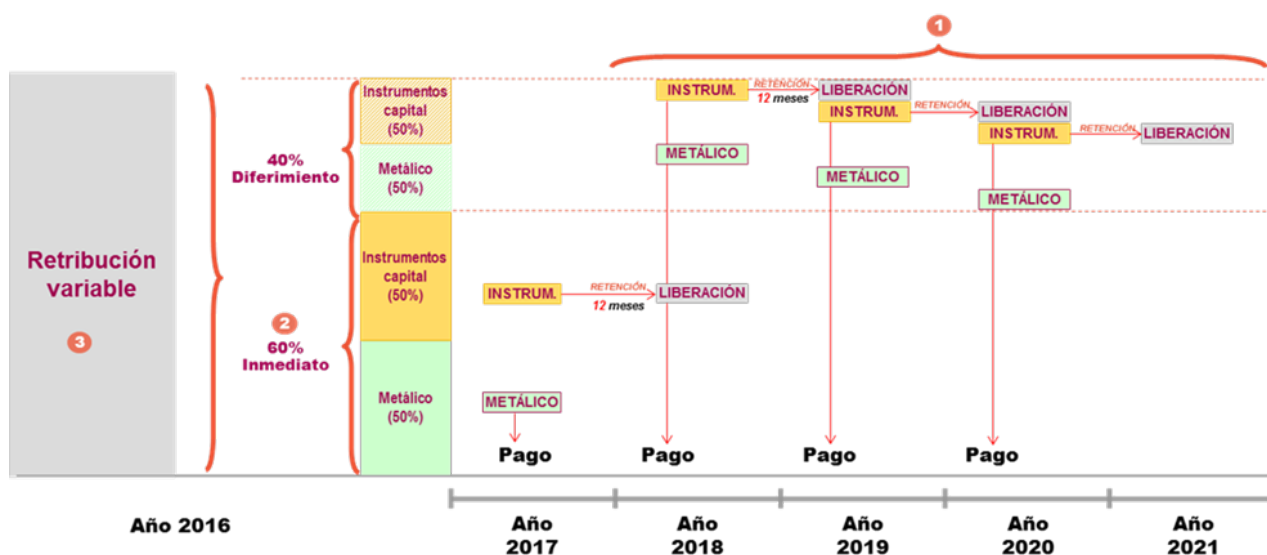 1
Instrumentos
capital
(50%)
INSTRUM.
RETENCIÓN
12 meses
LIBERACIÓN
INSTRUM.
RETENCIÓN
LIBERACIÓN
INSTRUM.
RETENCIÓN
LIBERACIÓN
40%
Diferimiento
Metálico
(50%)
METÁLICO
METÁLICO
METÁLICO
Retribución
variable
3
2
60%
Inmediato
Instrumentos
capital
(50%)
INSTRUM.
RETENCIÓN
12 meses
LIBERACIÓN
Metálico
(50%)
METÁLICO
Pago
Pago
Pago
Pago
Año 2016
Año
2017
Año
2018
Año
2019
Año
2020
Año
2021